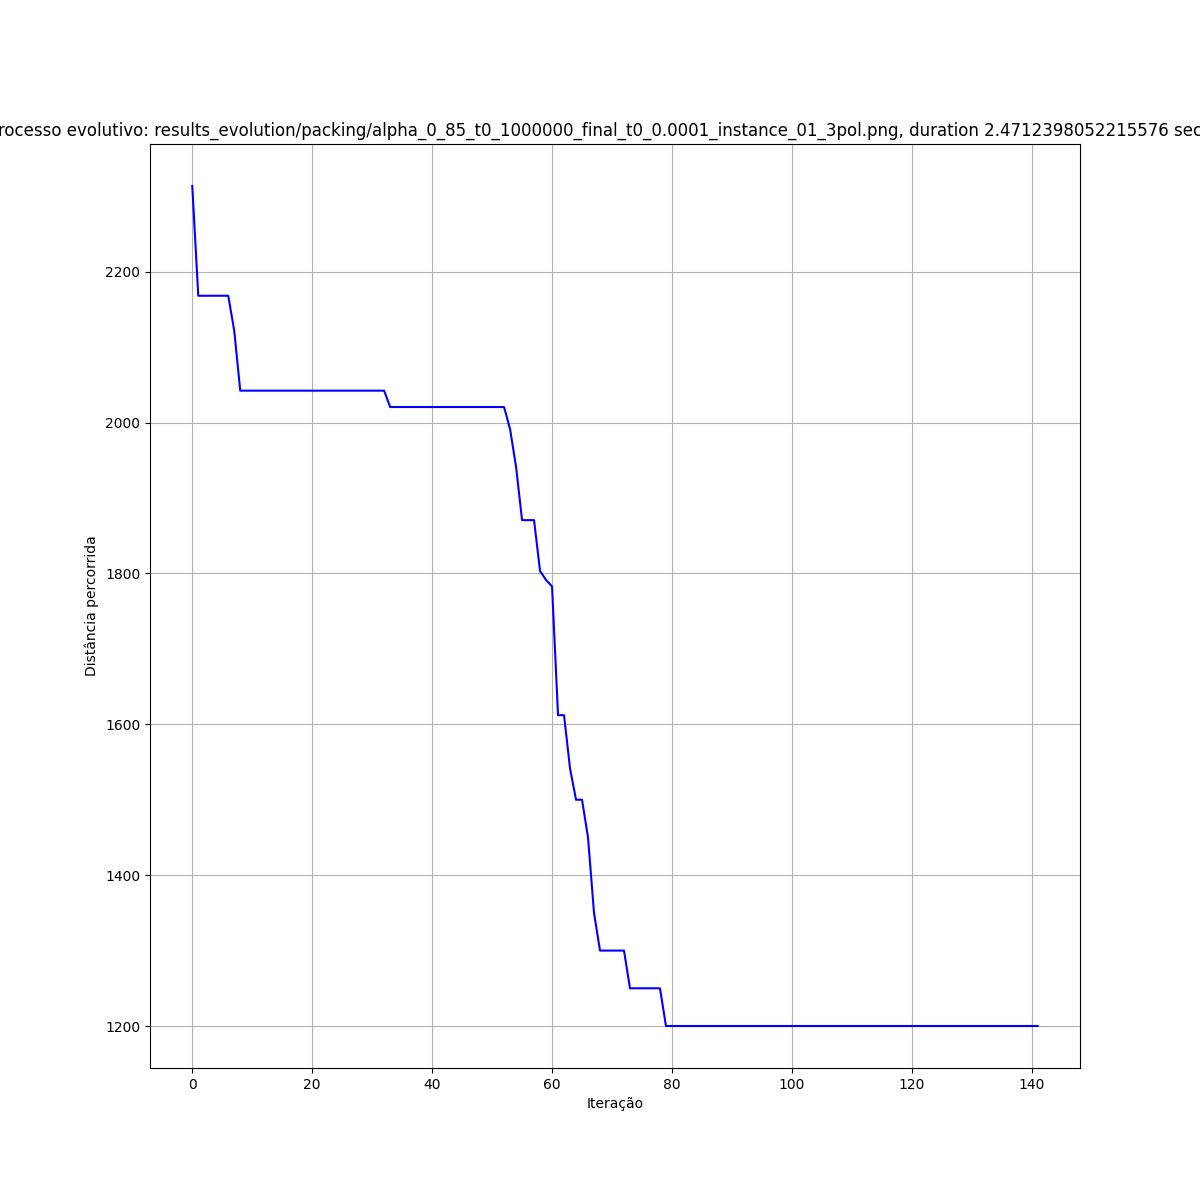 rocesso evolutivo: results_evolution/packing/alpha_0_85_t0_1000000_final_t0_0.0001_instance_01_3pol.png, duration 2.4712398052215576 sec
2200
2000
1800
1600
1400
1200
Distância percorrida
0 20 40 60 80 100 120 140
Iteração